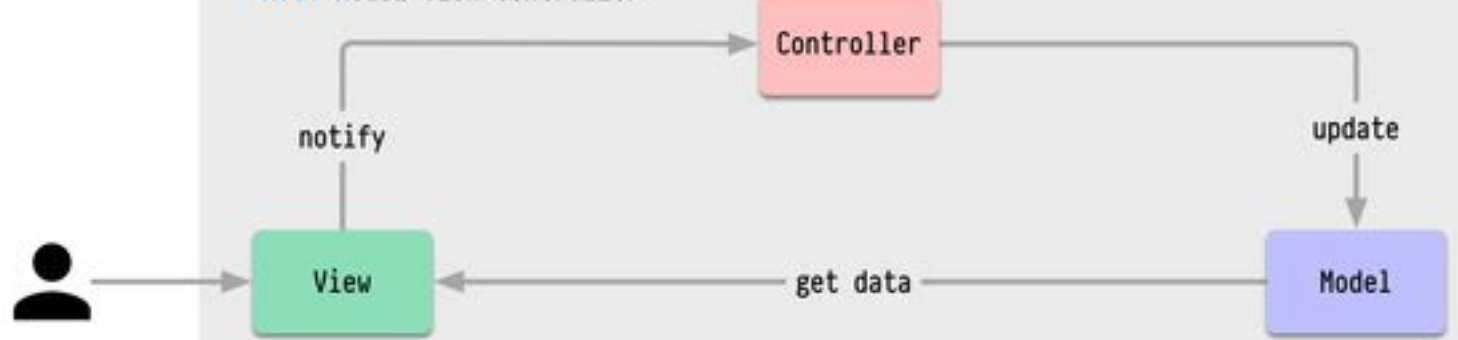 Controller
notify
update
View
get data
Model